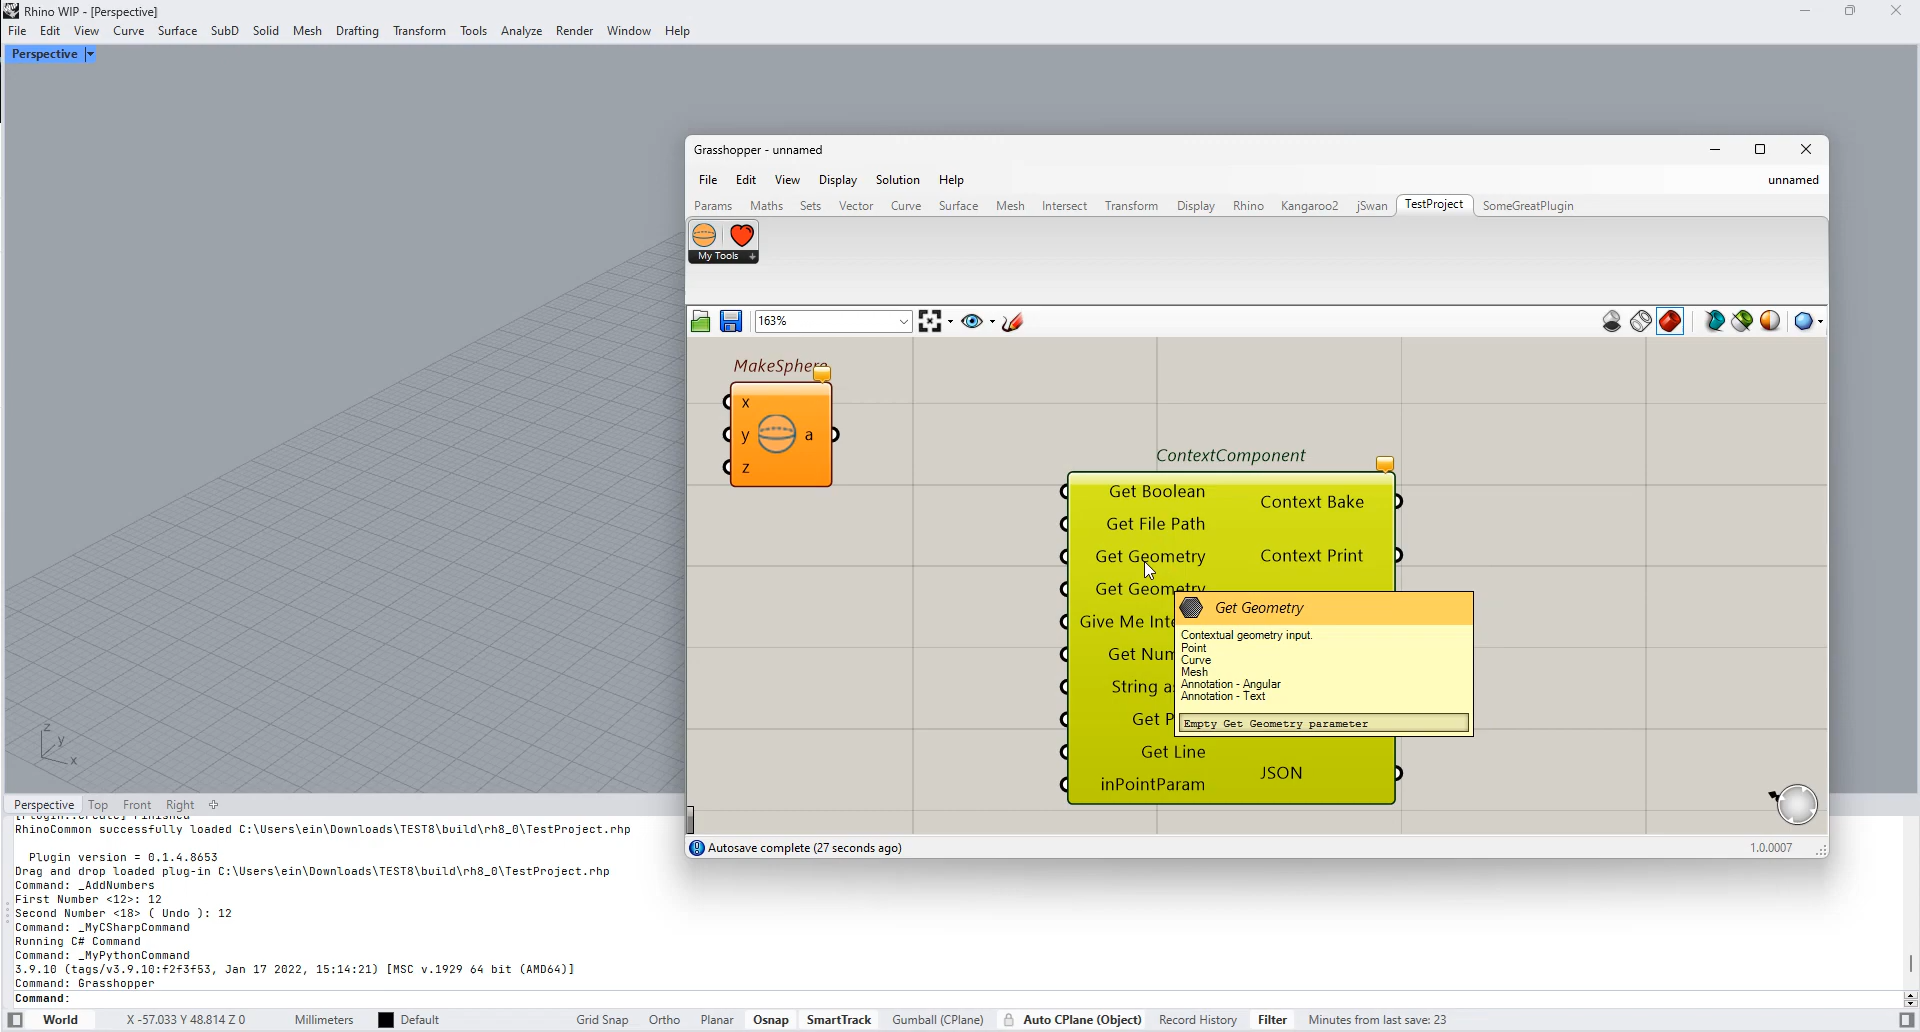 Rhino WIP - [Perspective]
File Edit View Curve Surface SubD Solid Mesh Drafting Transform Tools Analyze Render Window Help
Perspective
Grasshopper - unnamed
File Edit View Display Solution Help unnamed
Params Maths Sets Vector Curve Surface Mesh Intersect Transform Display Rhino Kangaroo2 jSwan TestProject SomeGreatPlugin
My Tools
163%
MakeSphere
x
y a
z
ContextComponent
Get Boolean
Context Bake
Get File Path
Get Geometry Context Print
Get Geometry
Give Me Inte
Get Num
String a
Get P
Get Line
JSON
inPointParam
Get Geometry
Contextual geometry input.
Point
Curve
Mesh
Annotation - Angular
Annotation - Text
Empty Get Geometry parameter
Autosave complete (27 seconds ago) 1.0.0007
z
y
x
Perspective Top Front Right
RhinoCommon successfully loaded C:\Users\ein\Downloads\TEST8\build\rh8_0\TestProject.rhp
Plugin version = 0.1.4.8653
Drag and drop loaded plug-in C:\Users\ein\Downloads\TEST8\build\rh8_0\TestProject.rhp
Command: _AddNumbers
First Number <12>: 12
Second Number <18> ( Undo ): 12
Command: _MyCSharpCommand
Running C# Command
Command: _MyPythonCommand
3.9.10 (tags/v3.9.10:f2f3f53, Jan 17 2022, 15:14:21) [MSC v.1929 64 bit (AMD64)]
Command: Grasshopper
Command:
World X -57.033 Y 48.814 Z 0 Millimeters Default Grid Snap Ortho Planar Osnap SmartTrack Gumball (CPlane) Auto CPlane (Object) Record History Filter Minutes from last save: 23